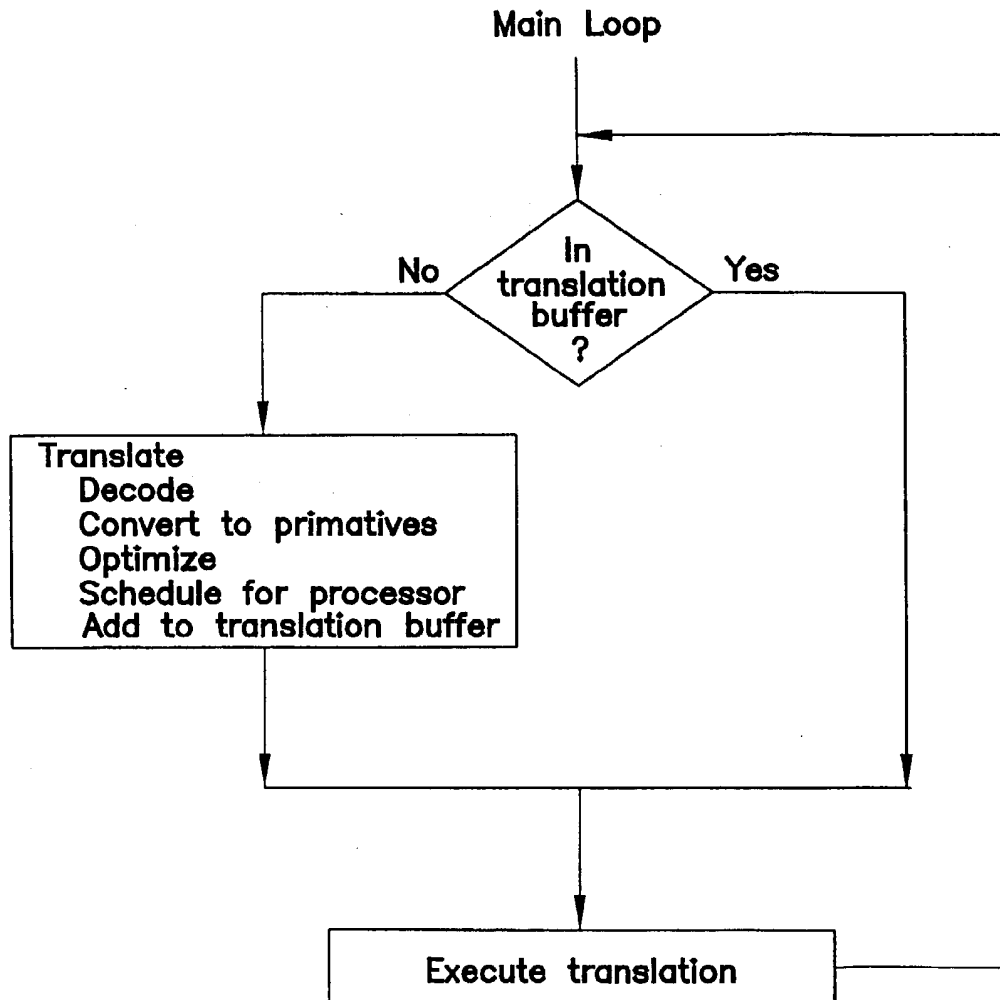 Main Loop
In
translation
buffer
?
No
Yes
Translate
Decode
Convert to primatives
Optimize
Schedule for processor
Add to translation buffer
Execute translation